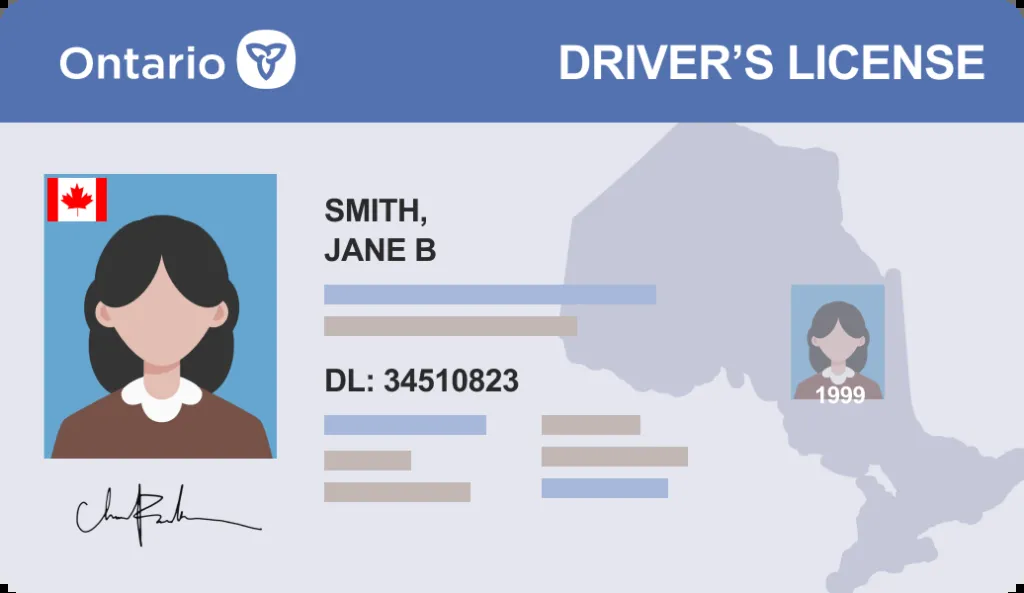 Ontario
DRIVER'S LICENSE
SMITH,
JANE B
DL: 34510823
1999